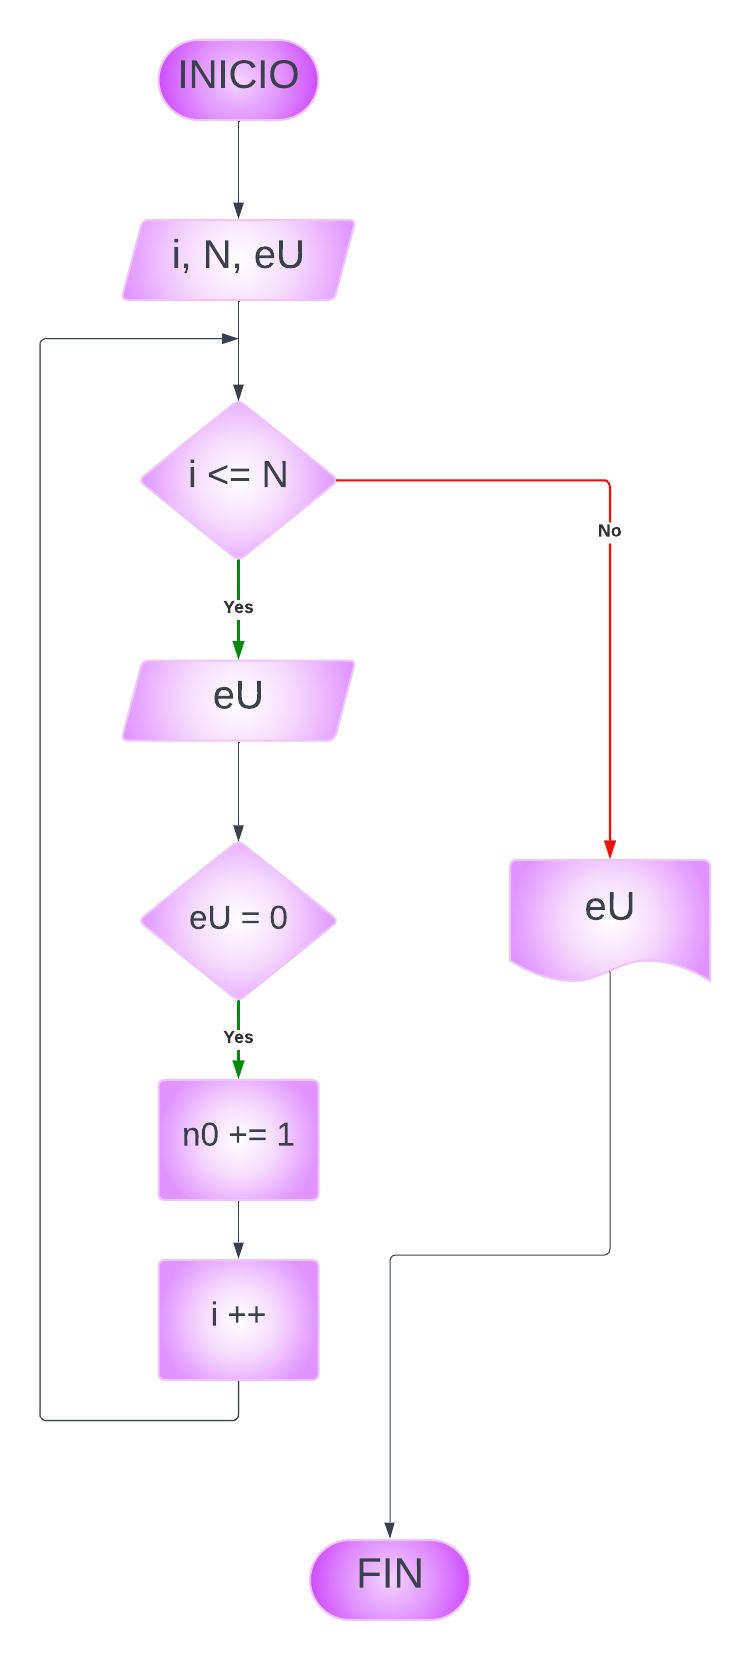 INICIO
i, N, eU
i <= N
No
Yes
eU
eU = 0
eU
Yes
n0 += 1
i ++
FIN